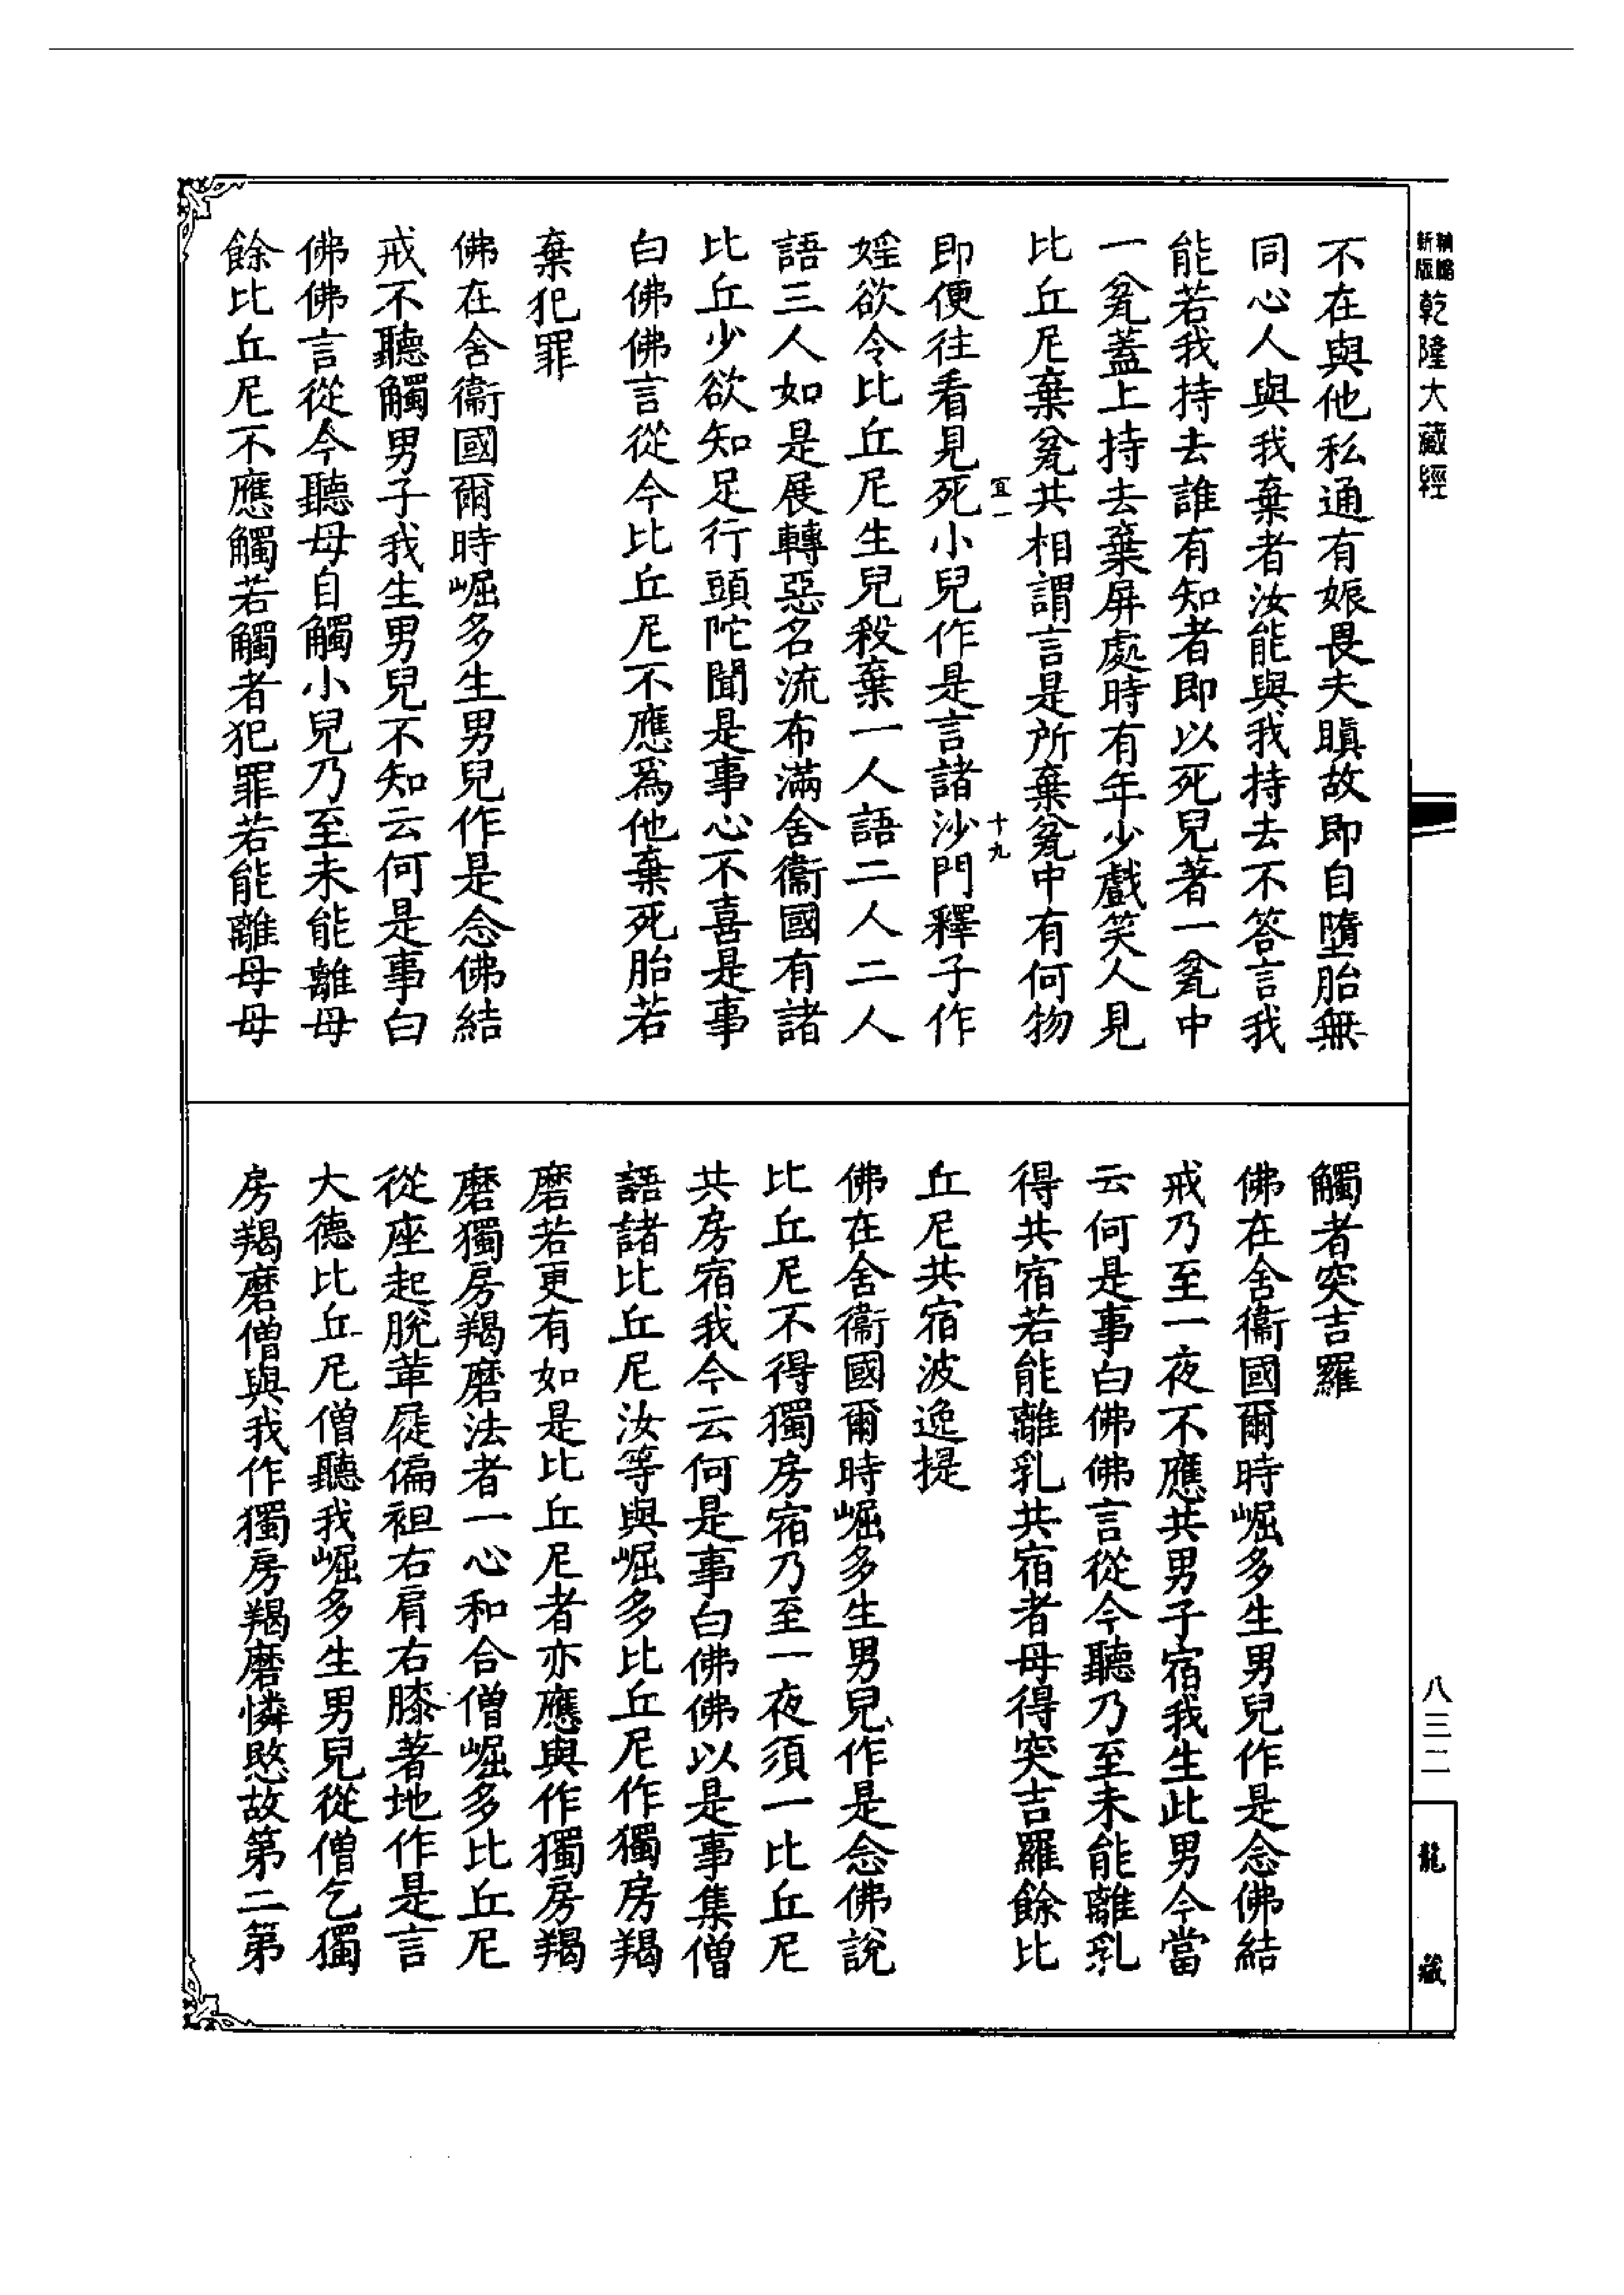 新編
新版
乾隆大藏經
不在與他私通有娠畏夫瞋故即自墮胎無
同心人與我棄者汝能與我持去不答言我
能若我持去誰有知者即以死兒著一瓮中
一瓮蓋上持去棄屏處時有年少戲笑人見
比丘尼棄瓮共相謂言是所棄瓮中有何物
宜一
十九
即便往看見死小兒作是言諸沙門釋子作
婬欲令比丘尼生兒殺棄一人語二人二人
語三人如是展轉惡名流布滿舍衞國有諸
比丘少欲知足行頭陀聞是事心不喜是事
白佛佛言從今比丘尼不應爲他棄死胎若
棄犯罪
佛在舍衞國爾時崛多生男兒作是念佛結
戒不聽觸男子我生男兒不知云何是事白
佛佛言從今聽母自觸小兒乃至未能離母
餘比丘尼不應觸若觸者犯罪若能離母母
觸者突吉羅
佛在舍衞國爾時崛多生男兒作是念佛結
戒乃至一夜不應共男子宿我生此男今當
云何是事白佛佛言從今聽乃至未能離乳
得共宿若能離乳共宿者母得突吉羅餘比
丘尼共宿波逸提
佛在舍衞國爾時崛多生男兒作是念佛說
比丘尼不得獨房宿乃至一夜須一比丘尼
共房宿我今云何是事白佛佛以是事集僧
語諸比丘尼汝等與崛多比丘尼作獨房羯
磨若更有如是比丘尼者亦應與作獨房羯
磨獨房羯磨法者一心和合僧崛多比丘尼
從座起脫革屣偏袒右肩右膝著地作是言
大德比丘尼僧聽我崛多生男兒從僧乞獨
房羯磨僧與我作獨房羯磨憐愍故第二第
八三二
龍藏